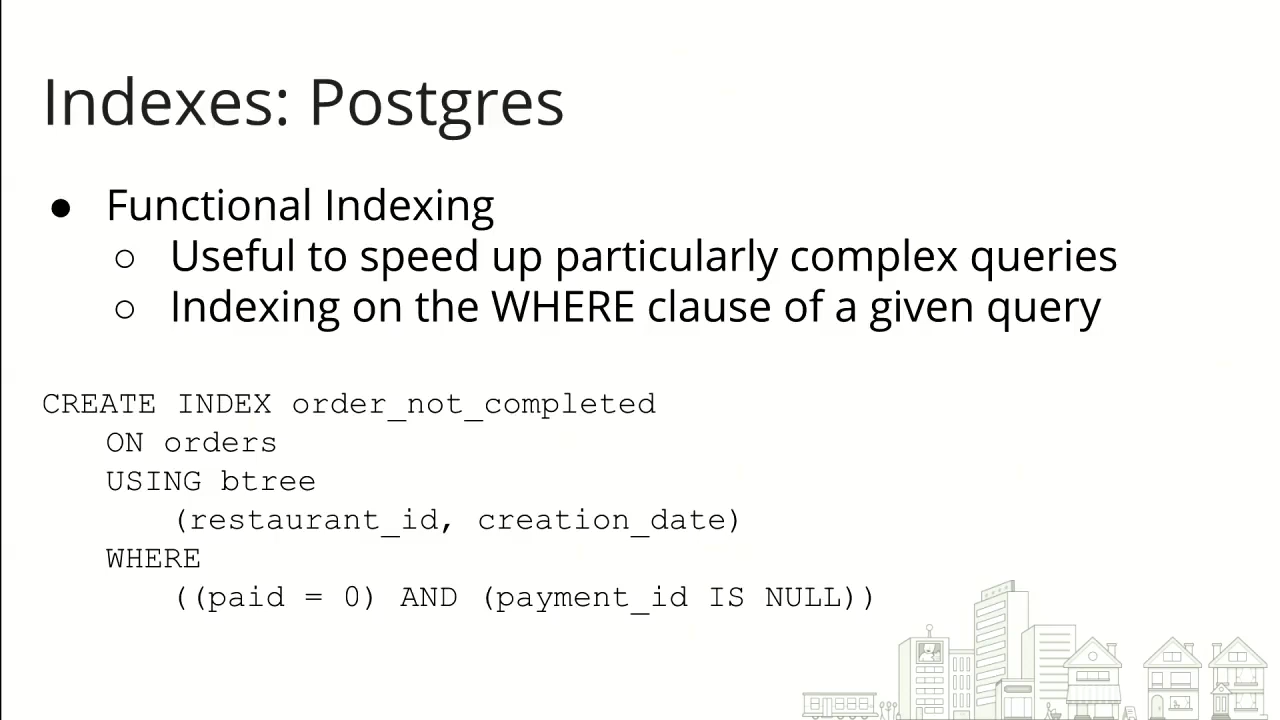 Indexes: Postgres
● Functional Indexing
○ Useful to speed up particularly complex queries
○ Indexing on the WHERE clause of a given query
CREATE INDEX order_not_completed
ON orders
USING btree
(restaurant_id, creation_date)
WHERE
((paid = 0) AND (payment_id IS NULL))